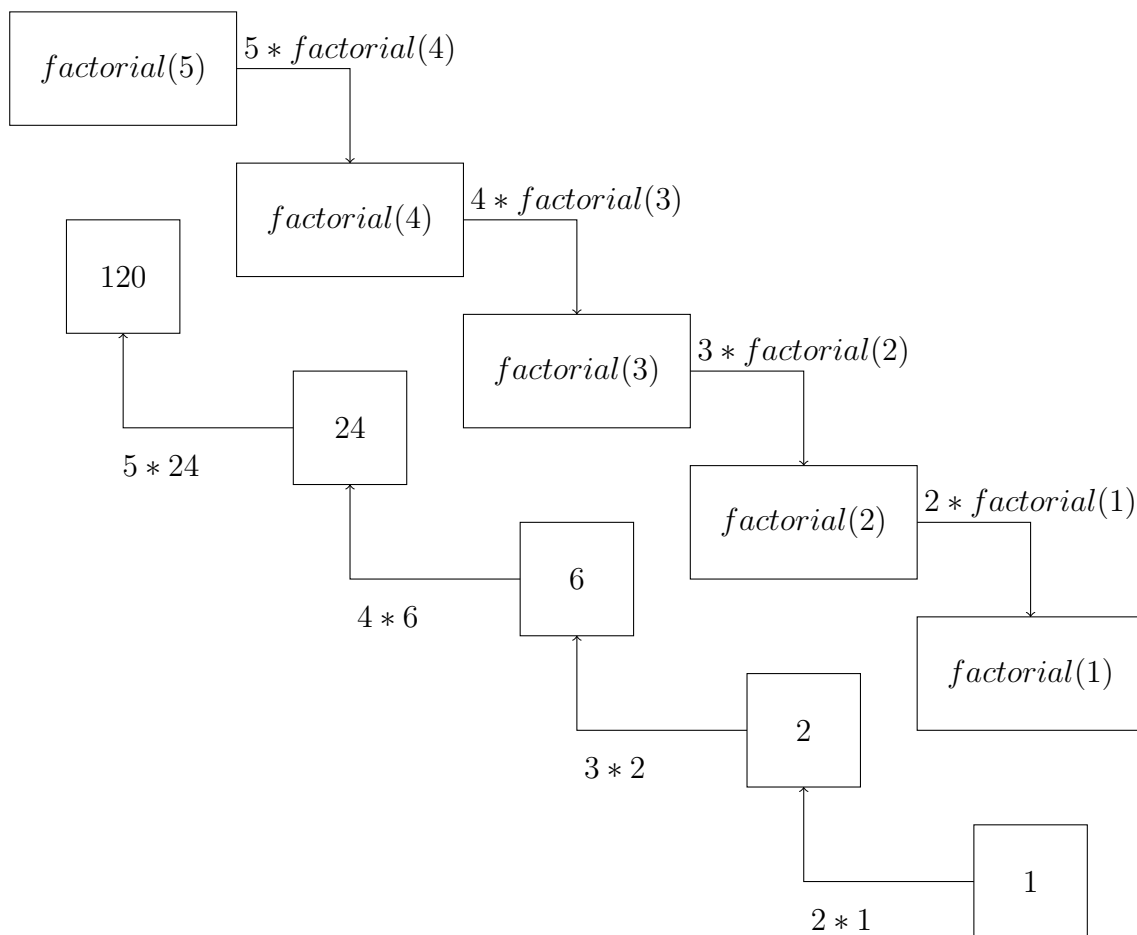 factorial(5)
5 ∗ factorial(4)
factorial(4)
4 ∗ factorial(3)
120
factorial(3)
3 ∗ factorial(2)
24
5 ∗ 24
factorial(2)
2 ∗ factorial(1)
6
4 ∗ 6
factorial(1)
2
3 ∗ 2
1
2 ∗ 1